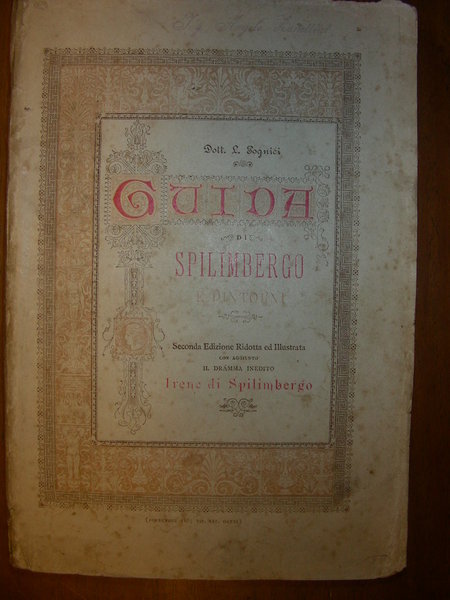 Dott. L. Pognici
GUIDA
DI
SPILIMBERGO
E DINTORNI
Seconda Edizione Ridotta ed Illustrata
CON AGGIUNTO
IL DRAMMA INEDITO
Irene di Spilimbergo